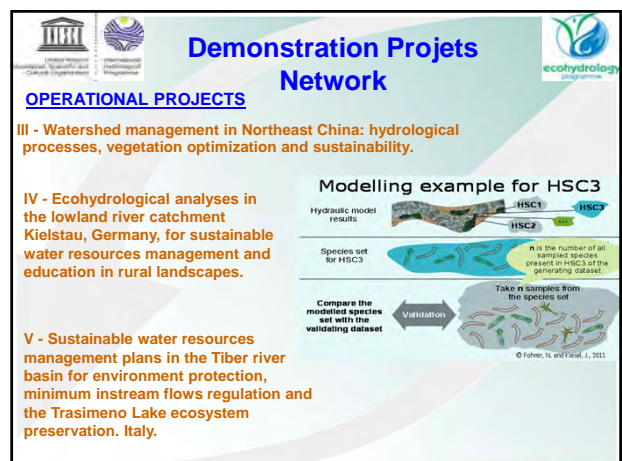 Demonstration Projets
Network
ecohydrology
programme
OPERATIONAL PROJECTS
III - Watershed management in Northeast China: hydrological
processes, vegetation optimization and sustainability.
IV - Ecohydrological analyses in
the lowland river catchment
Kielstau, Germany, for sustainable
water resources management and
education in rural landscapes.
V - Sustainable water resources
management plans in the Tiber river
basin for environment protection,
minimum instream flows regulation and
the Trasimeno Lake ecosystem
preservation. Italy.
Modelling example for HSC3
Hydraulic model
results
HSC1
HSC3
HSC2
...
Species set
for HSC3
n is the number of all
sampled species
present in HSC3 of the
generating dataset
Compare the
modelled species
set with the
validating dataset
Validation
Take n samples from
the species set
© Fohrer, N. and Kiesel, J., 2011